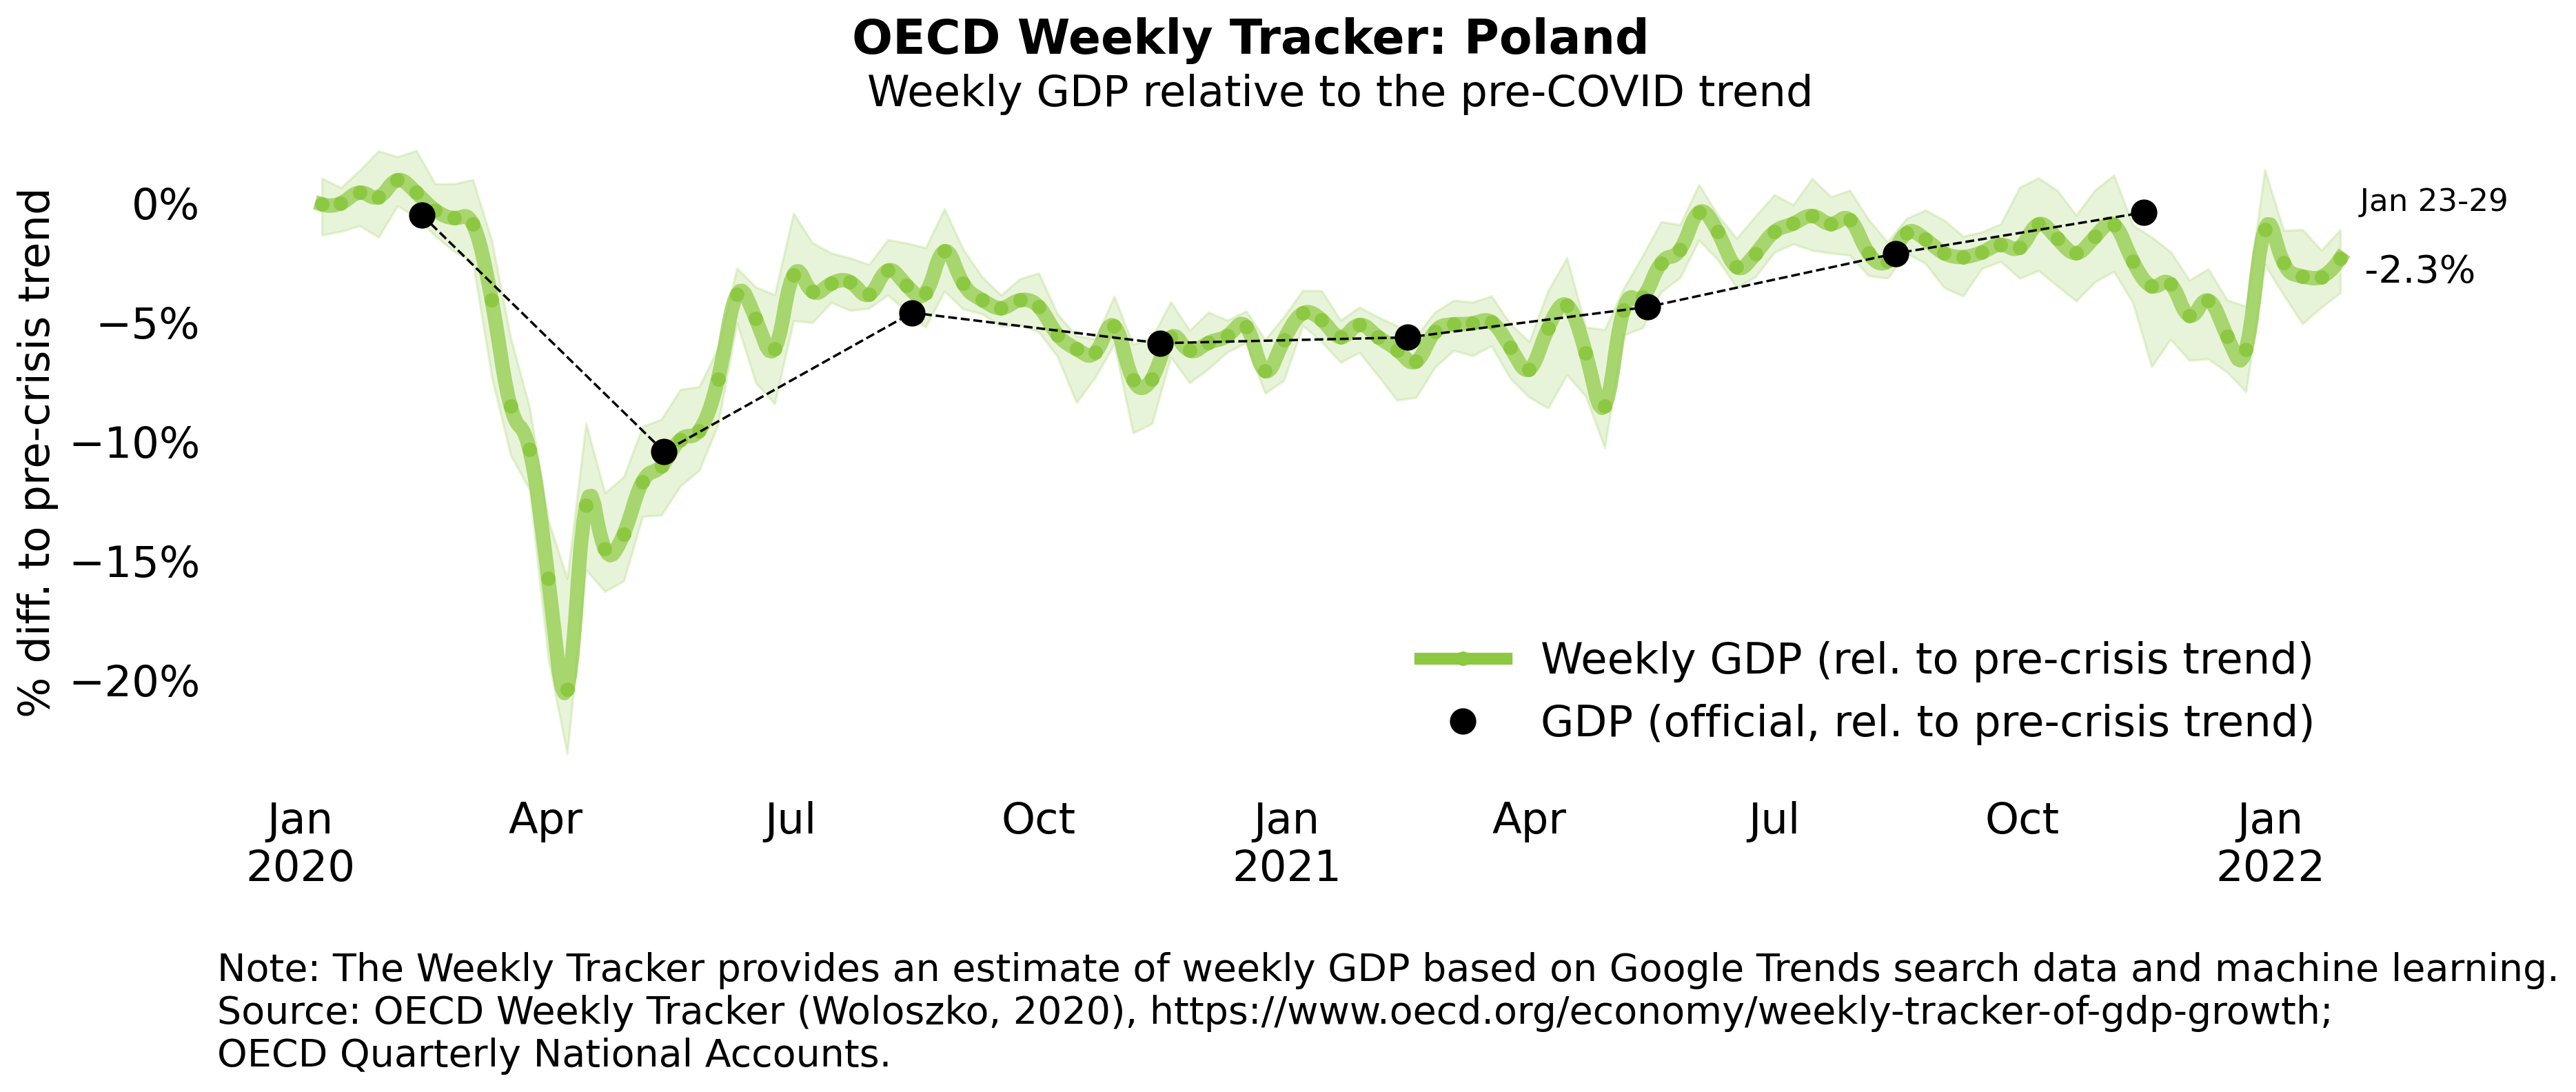 OECD Weekly Tracker: Poland
Weekly GDP relative to the pre-COVID trend
% diff. to pre-crisis trend
0%
−5%
−10%
−15%
−20%
Jan 23-29
-2.3%
Weekly GDP (rel. to pre-crisis trend)
GDP (official, rel. to pre-crisis trend)
Jan Apr Jul Oct Jan Apr Jul Oct Jan
2020 2021 2022
Note: The Weekly Tracker provides an estimate of weekly GDP based on Google Trends search data and machine learning.
Source: OECD Weekly Tracker (Woloszko, 2020), https://www.oecd.org/economy/weekly-tracker-of-gdp-growth;
OECD Quarterly National Accounts.